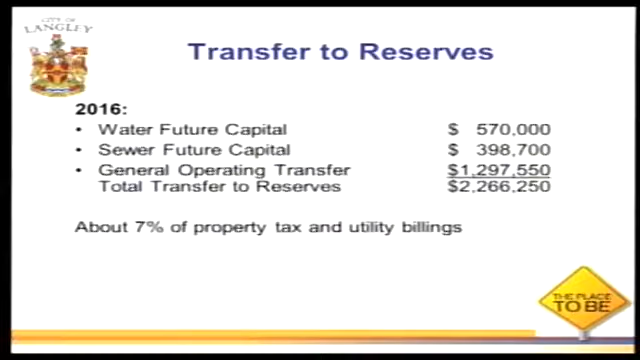 CITY OF
LANGLEY
Transfer to Reserves
2016:
• Water Future Capital $ 570,000
• Sewer Future Capital $ 398,700
• General Operating Transfer $1,297,550
Total Transfer to Reserves $2,266,250
About 7% of property tax and utility billings
THE PLACE
TO BE